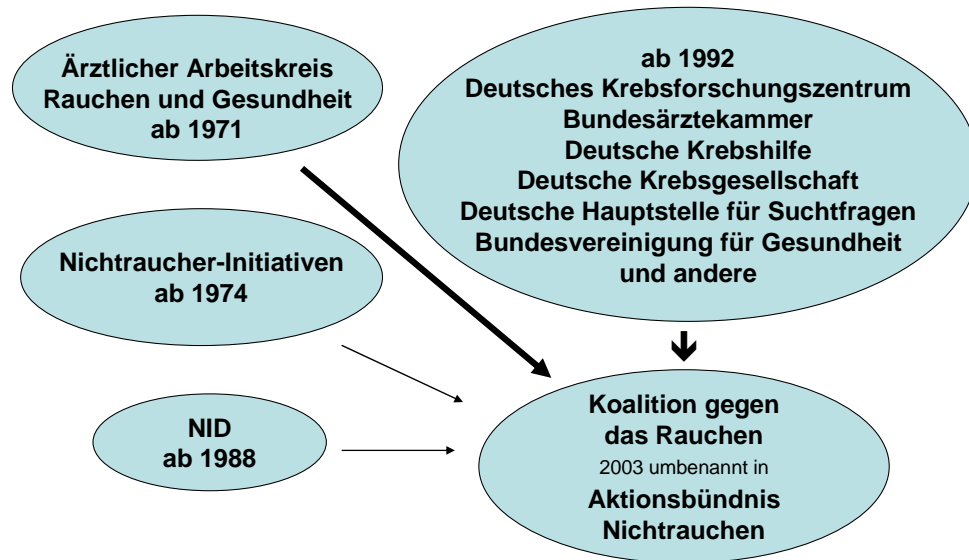 Ärztlicher Arbeitskreis
Rauchen und Gesundheit
ab 1971
ab 1992
Deutsches Krebsforschungszentrum
Bundesärztekammer
Deutsche Krebshilfe
Deutsche Krebsgesellschaft
Deutsche Hauptstelle für Suchtfragen
Bundesvereinigung für Gesundheit
und andere
Nichtraucher-Initiativen
ab 1974
NID
ab 1988
Koalition gegen
das Rauchen
2003 umbenannt in
Aktionsbündnis
Nichtrauchen